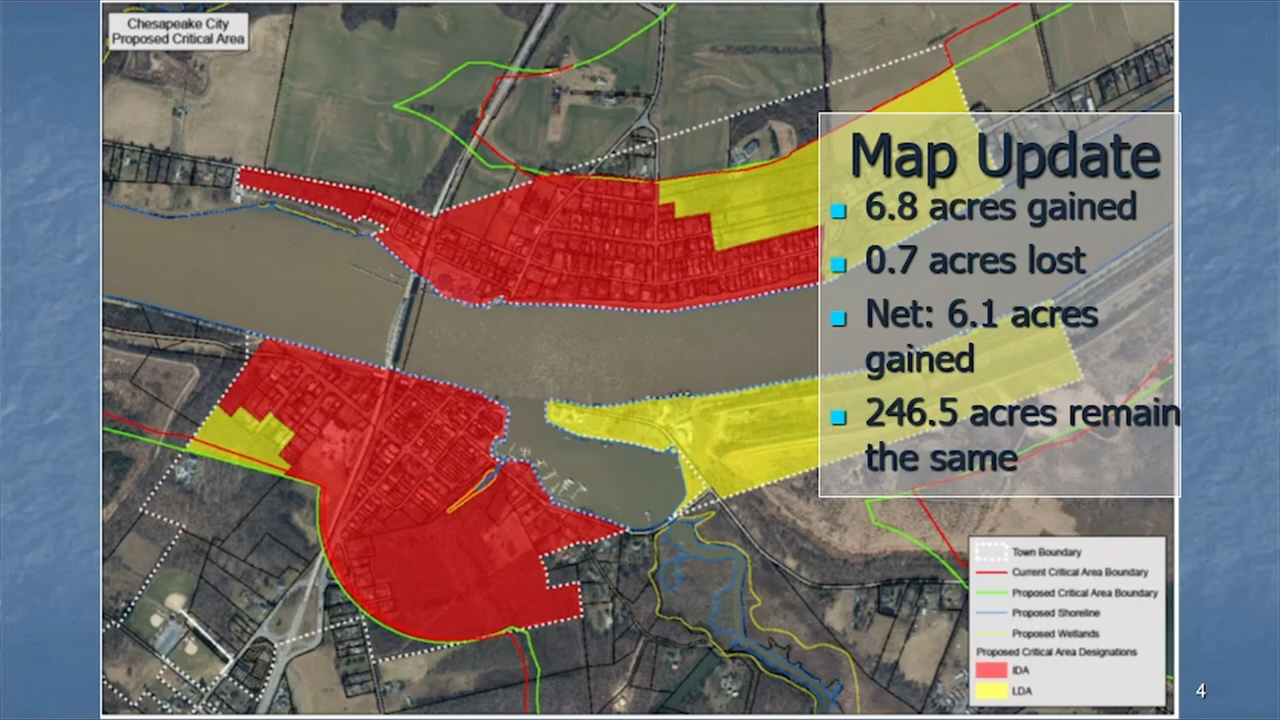 Chesapeake City
Proposed Critical Area
Map Update
6.8 acres gained
0.7 acres lost
Net: 6.1 acres
gained
246.5 acres remain
the same
Town Boundary
Current Critical Area Boundary
Proposed Critical Area Boundary
Proposed Shoreline
Proposed Wetlands
Proposed Critical Area Designations
IDA
LDA
4